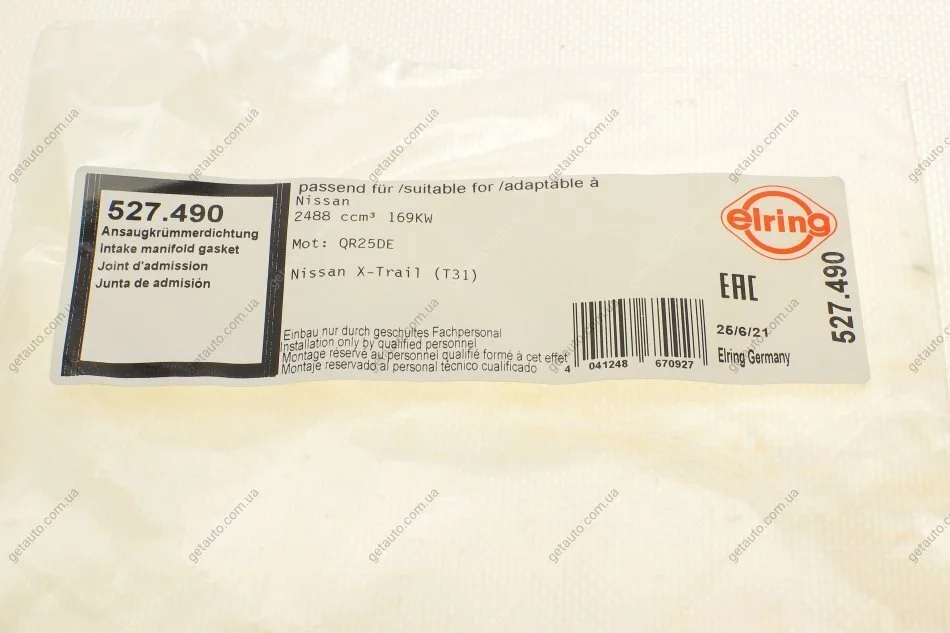 527.490
Ansaugkrümmerdichtung
Intake manifold gasket
Joint d'admission
Junta de admisión
passend für /suitable for /adaptable à
Nissan
2488 ccm³ 169KW
Mot: QR25DE
Nissan X-Trail (T31)
Einbau nur durch geschultes Fachpersonal
Installation only by qualified personnel
Montage réservé au personnel qualifié formé à cet effet
Montaje reservado al personal técnico cualificado
4 041248 670927
elring
EAC
25/6/21
Elring Germany
527.490
getauto.com.ua